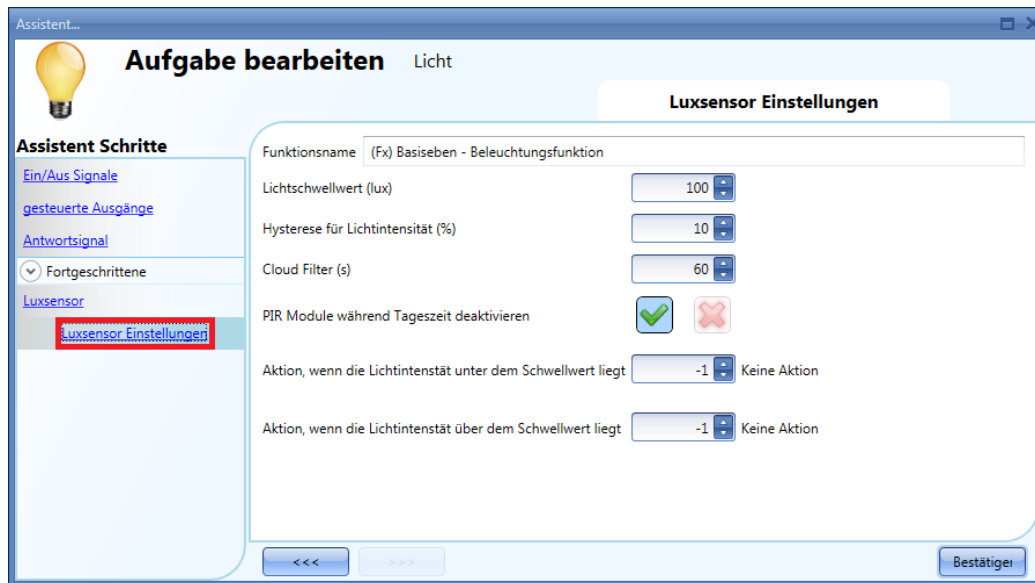 Assistent...
Aufgabe bearbeiten Licht
Luxsensor Einstellungen
Assistent Schritte
Ein/Aus Signale
gesteuerte Ausgänge
Antwortsignal
Fortgeschrittene
Luxsensor
Luxsensor Einstellungen
Funktionsname (Fx) Basiseben - Beleuchtungsfunktion
Lichtschwellwert (lux) 100
Hysterese für Lichtintensität (%) 10
Cloud Filter (s) 60
PIR Module während Tageszeit deaktivieren
Aktion, wenn die Lichtintenstät unter dem Schwellwert liegt -1 Keine Aktion
Aktion, wenn die Lichtintenstät über dem Schwellwert liegt -1 Keine Aktion
<<< >>> Bestätiger